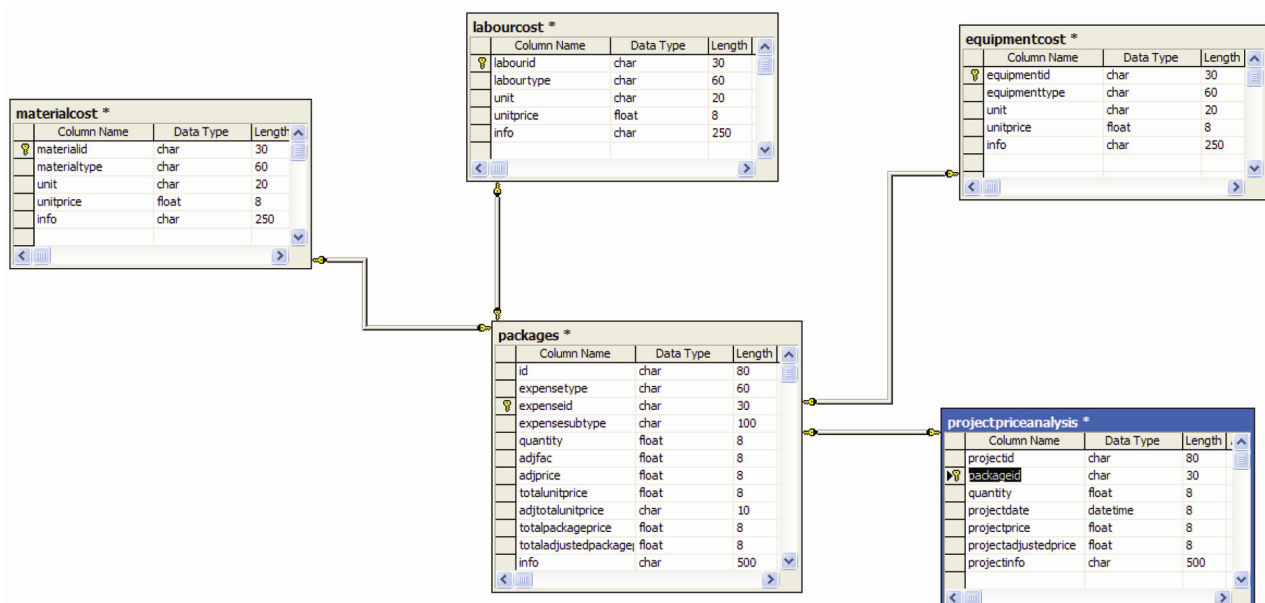 labourcost *
Column Name Data Type Length
labourid char 30
labourtype char 60
unit char 20
unitprice float 8
info char 250
equipmentcost *
Column Name Data Type Length
equipmentid char 30
equipmenttype char 60
unit char 20
unitprice float 8
info char 250
materialcost *
Column Name Data Type Length
materialid char 30
materialtype char 60
unit char 20
unitprice float 8
info char 250
packages *
Column Name Data Type Length
id char 80
expensetype char 60
expenseid char 30
expensesubtype char 100
quantity float 8
adjfac float 8
adjprice float 8
totalunitprice float 8
adjtotalunitprice char 10
totalpackageprice float 8
totaladjustedpackagep float 8
info char 500
projectpriceanalysis *
Column Name Data Type Length
projectid char 80
packageid char 30
quantity float 8
projectdate datetime 8
projectprice float 8
projectadjustedprice float 8
projectinfo char 500